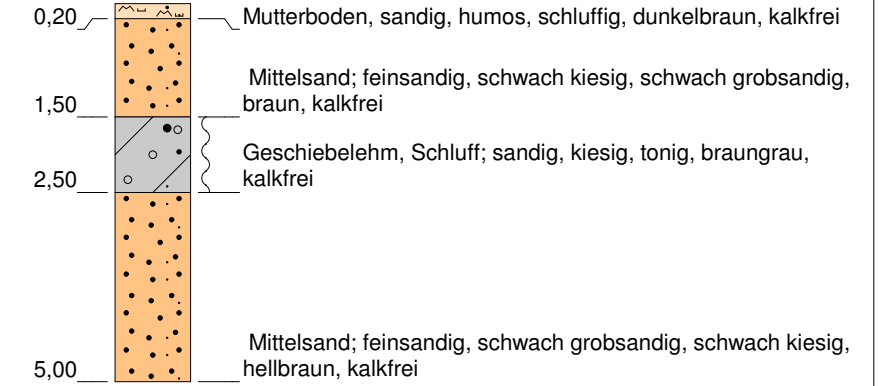 0,20 Mutterboden, sandig, humos, schluffig, dunkelbraun, kalkfrei
Mittelsand; feinsandig, schwach kiesig, schwach grobsandig,
1,50 braun, kalkfrei
Geschiebelehm, Schluff; sandig, kiesig, tonig, braungrau,
2,50 kalkfrei
Mittelsand; feinsandig, schwach grobsandig, schwach kiesig,
5,00 hellbraun, kalkfrei